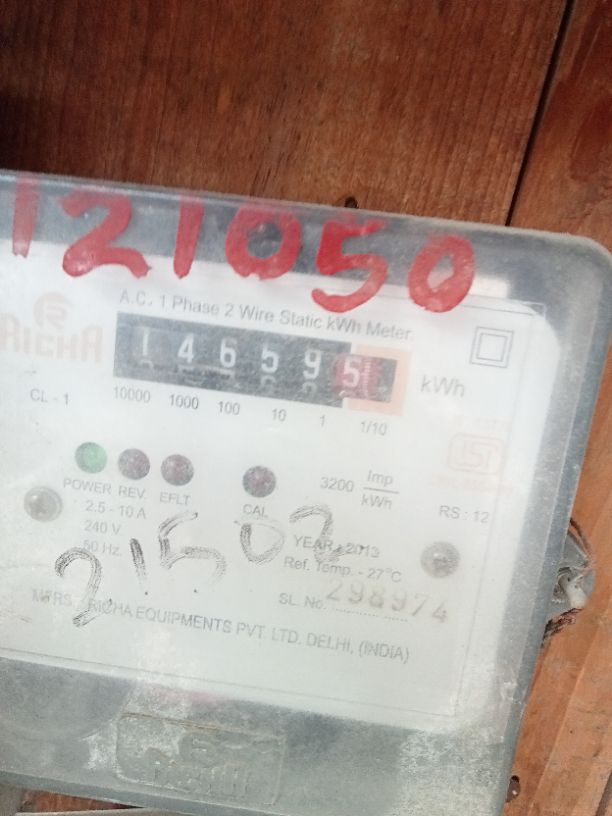 121050
A.C. 1 Phase 2 Wire Static kWh Meter.
RICHA
1 4 6 5 9 5 kWh
CL - 1 10000 1000 100 10 1 1/10
3200 Imp/kWh
POWER REV. EFLT CAL
RS : 12
2.5 - 10 A
240 V
50 Hz.
21502
YEAR : 2013
Ref. Temp. - 27°C
SL. No. 298974
MFRS. RICHA EQUIPMENTS PVT. LTD. DELHI, (INDIA)